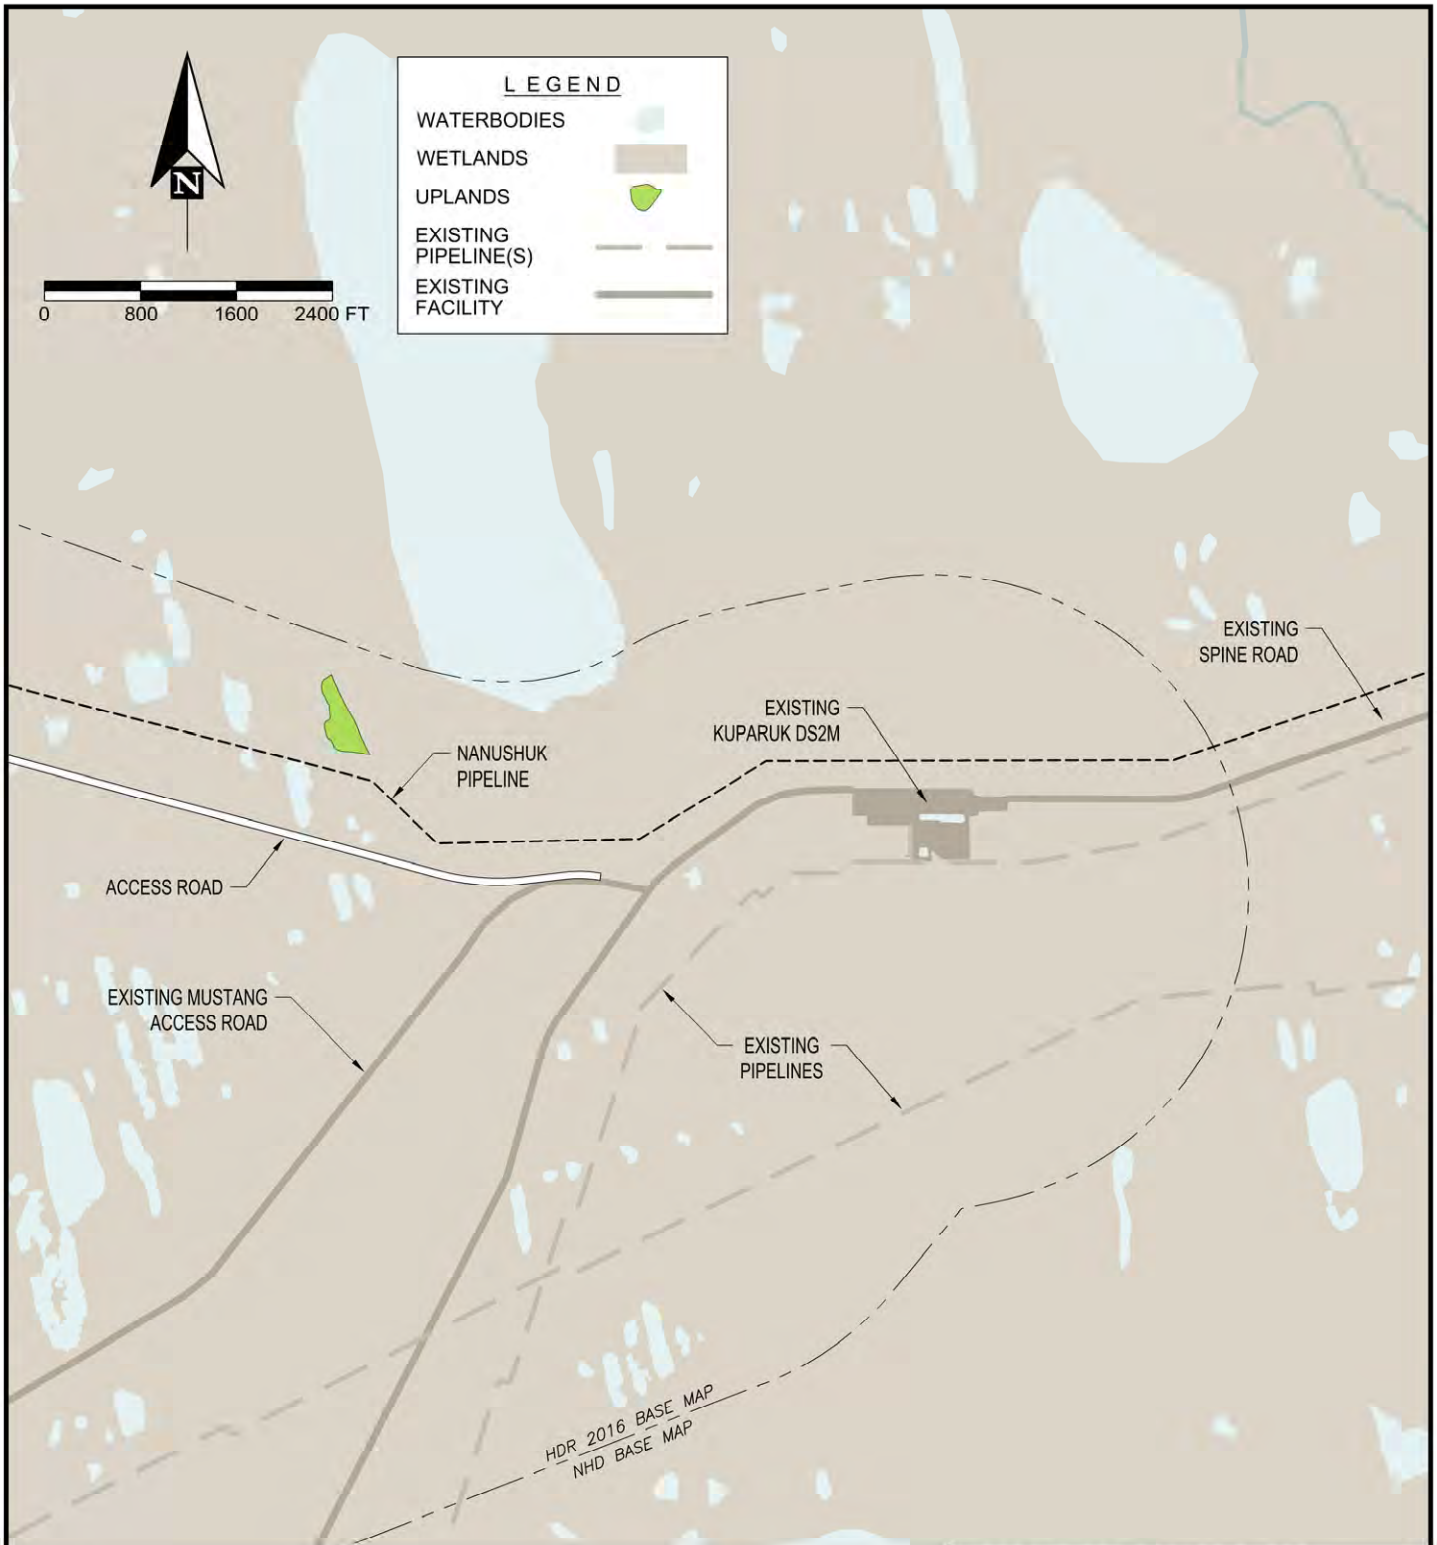 L E G E N D
WATERBODIES
WETLANDS
UPLANDS
EXISTING
PIPELINE(S)
EXISTING
FACILITY
N
0 800 1600 2400 FT
EXISTING
SPINE ROAD
EXISTING
KUPARUK DS2M
NANUSHUK
PIPELINE
ACCESS ROAD
EXISTING MUSTANG
ACCESS ROAD
EXISTING
PIPELINES
HDR 2016 BASE MAP
NHD BASE MAP